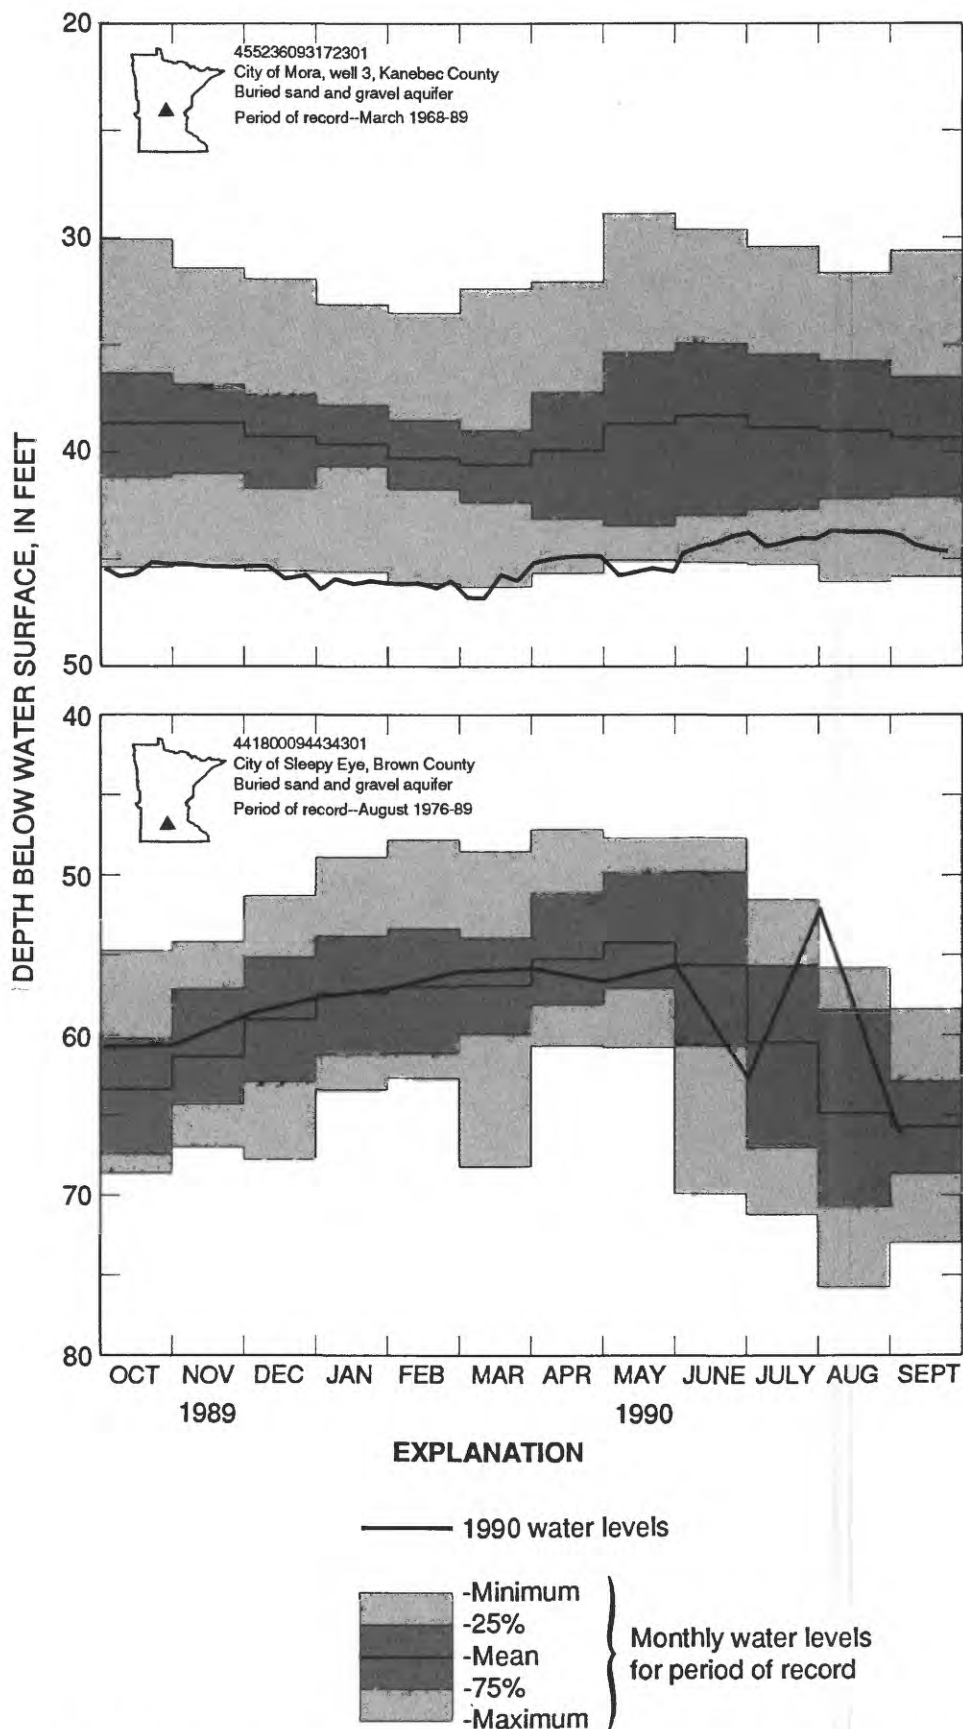 20
455236093172301
City of Mora, well 3, Kanebec County
Buried sand and gravel aquifer
Period of record--March 1968-89
30
40
50
DEPTH BELOW WATER SURFACE, IN FEET
40
441800094434301
City of Sleepy Eye, Brown County
Buried sand and gravel aquifer
Period of record--August 1976-89
50
60
70
80
OCT NOV DEC JAN FEB MAR APR MAY JUNE JULY AUG SEPT
1989 1990
EXPLANATION
1990 water levels
-Minimum
-25%
-Mean
-75%
-Maximum
Monthly water levels
for period of record